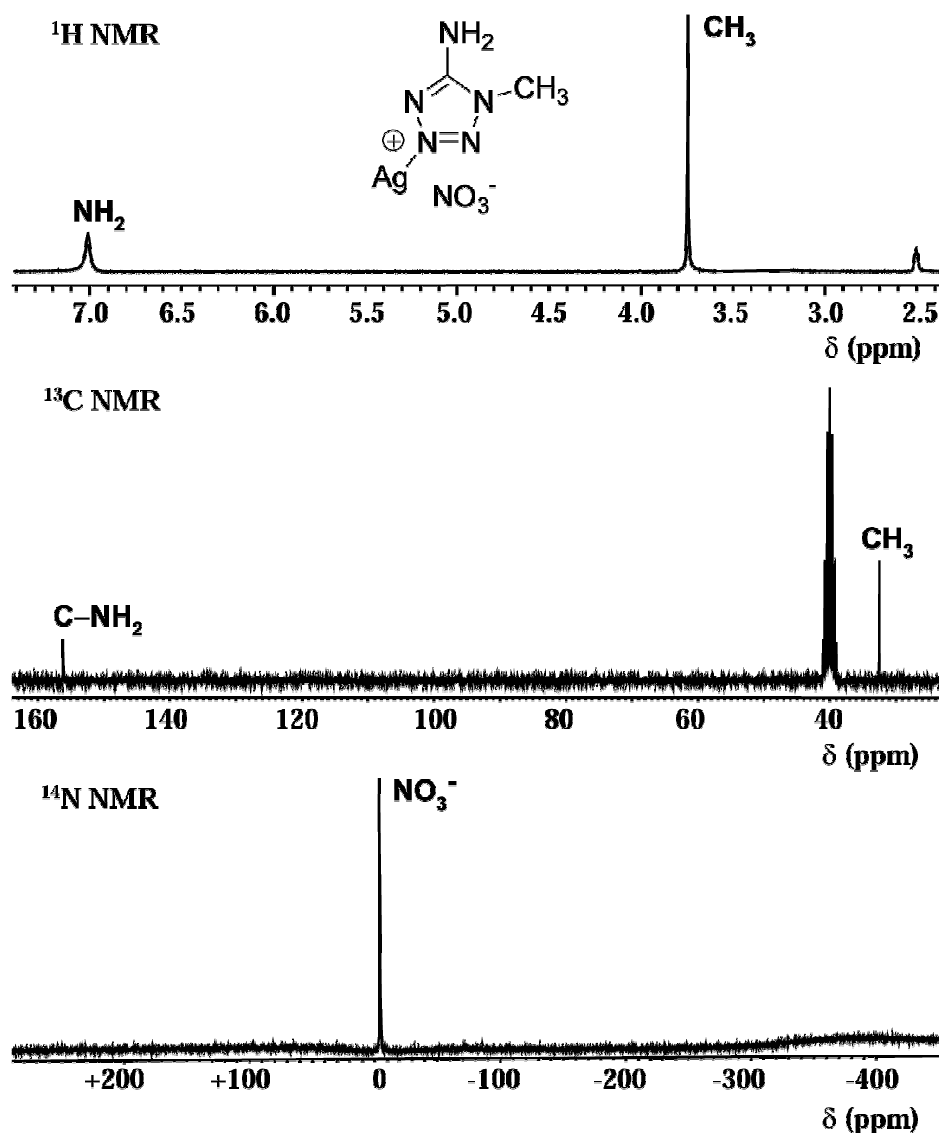 ¹H NMR
NH₂
CH₃
N
N
CH₃
⊕
N
N
Ag
NO₃⁻
NH₂
7.0 6.5 6.0 5.5 5.0 4.5 4.0 3.5 3.0 2.5
δ (ppm)
¹³C NMR
CH₃
C–NH₂
160 140 120 100 80 60 40
δ (ppm)
¹⁴N NMR
NO₃⁻
+200 +100 0 -100 -200 -300 -400
δ (ppm)